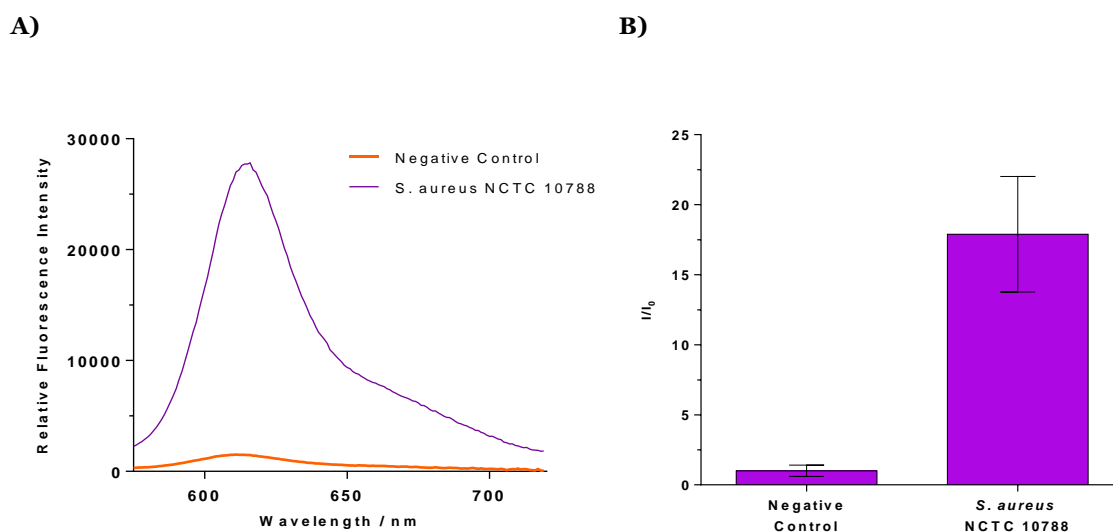 A)
B)
30000
20000
10000
0
600
650
700
Relative Fluorescence Intensity
Wavelength / nm
Negative Control
S. aureus NCTC 10788
25
20
15
10
5
0
I/I0
Negative
Control
S. aureus
NCTC 10788